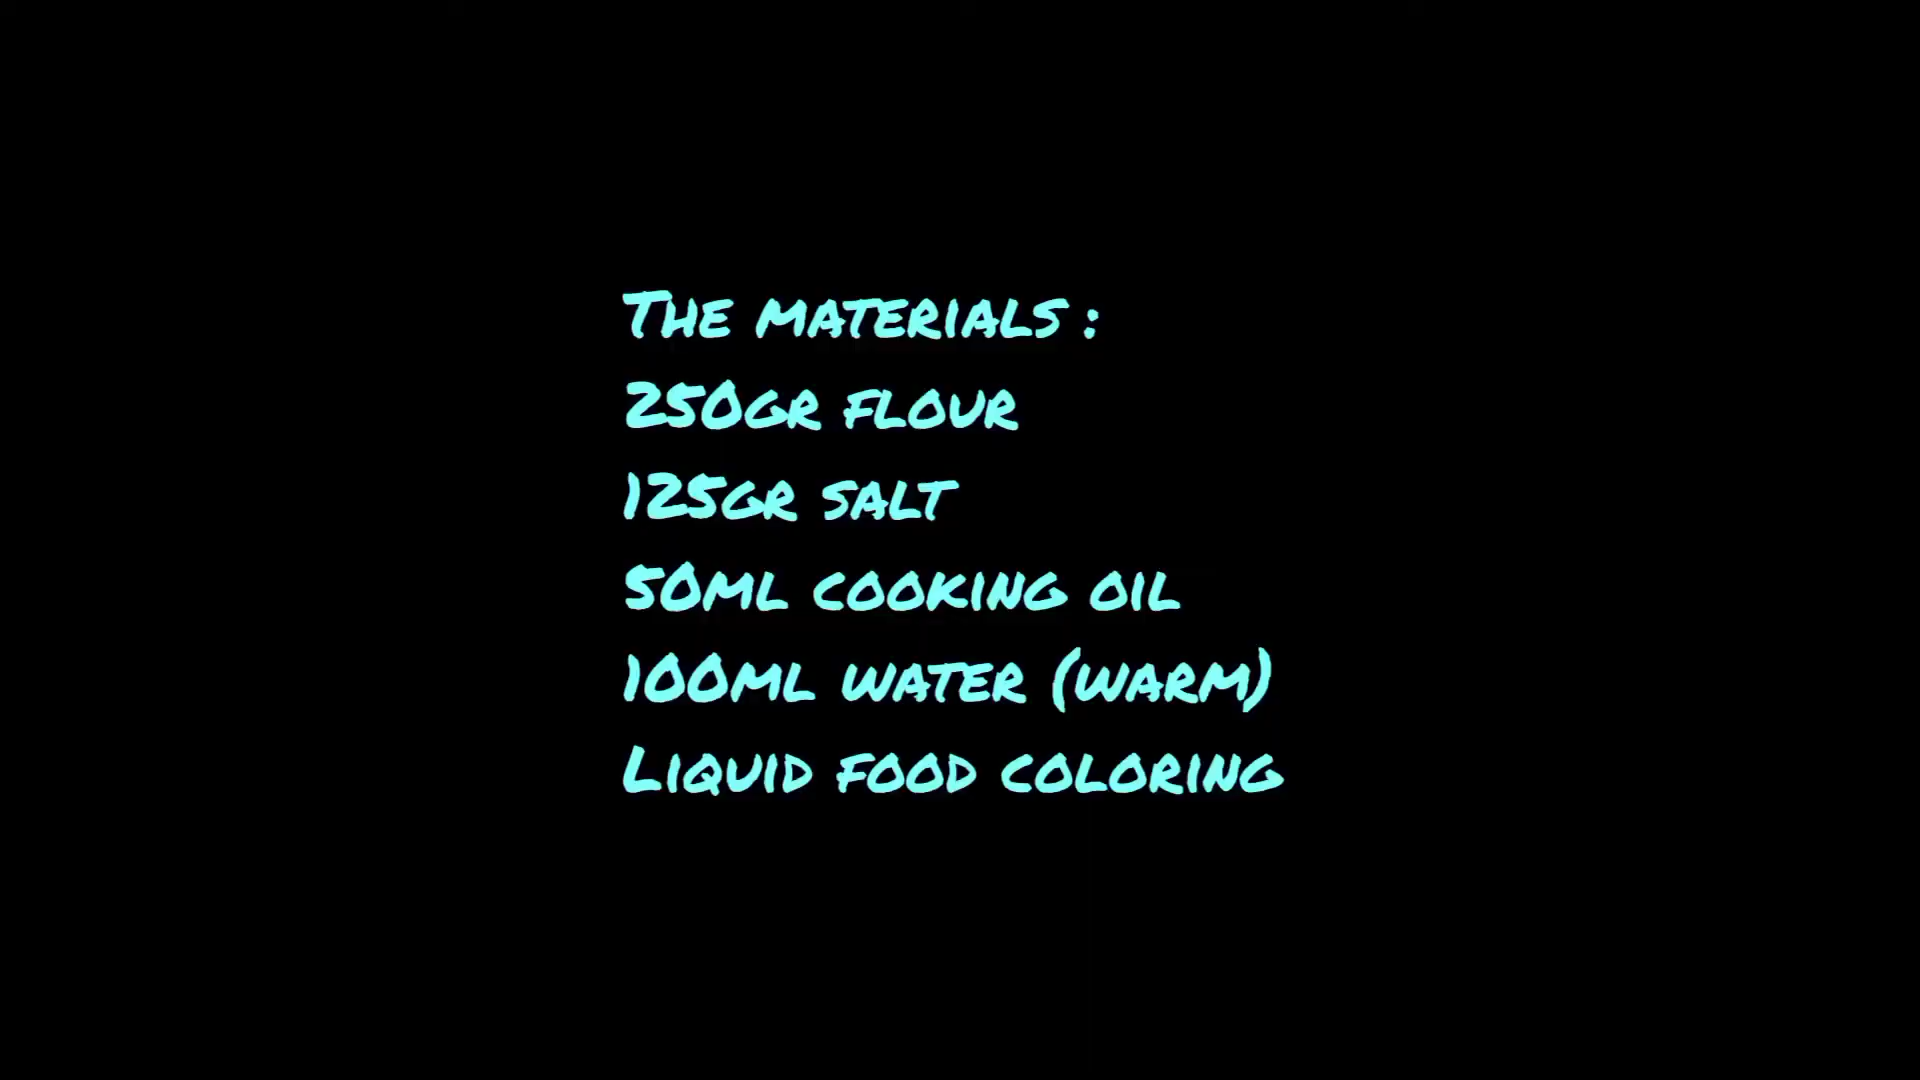 The materials :
250gr flour
125gr salt
50ml cooking oil
100ml water (warm)
Liquid food coloring